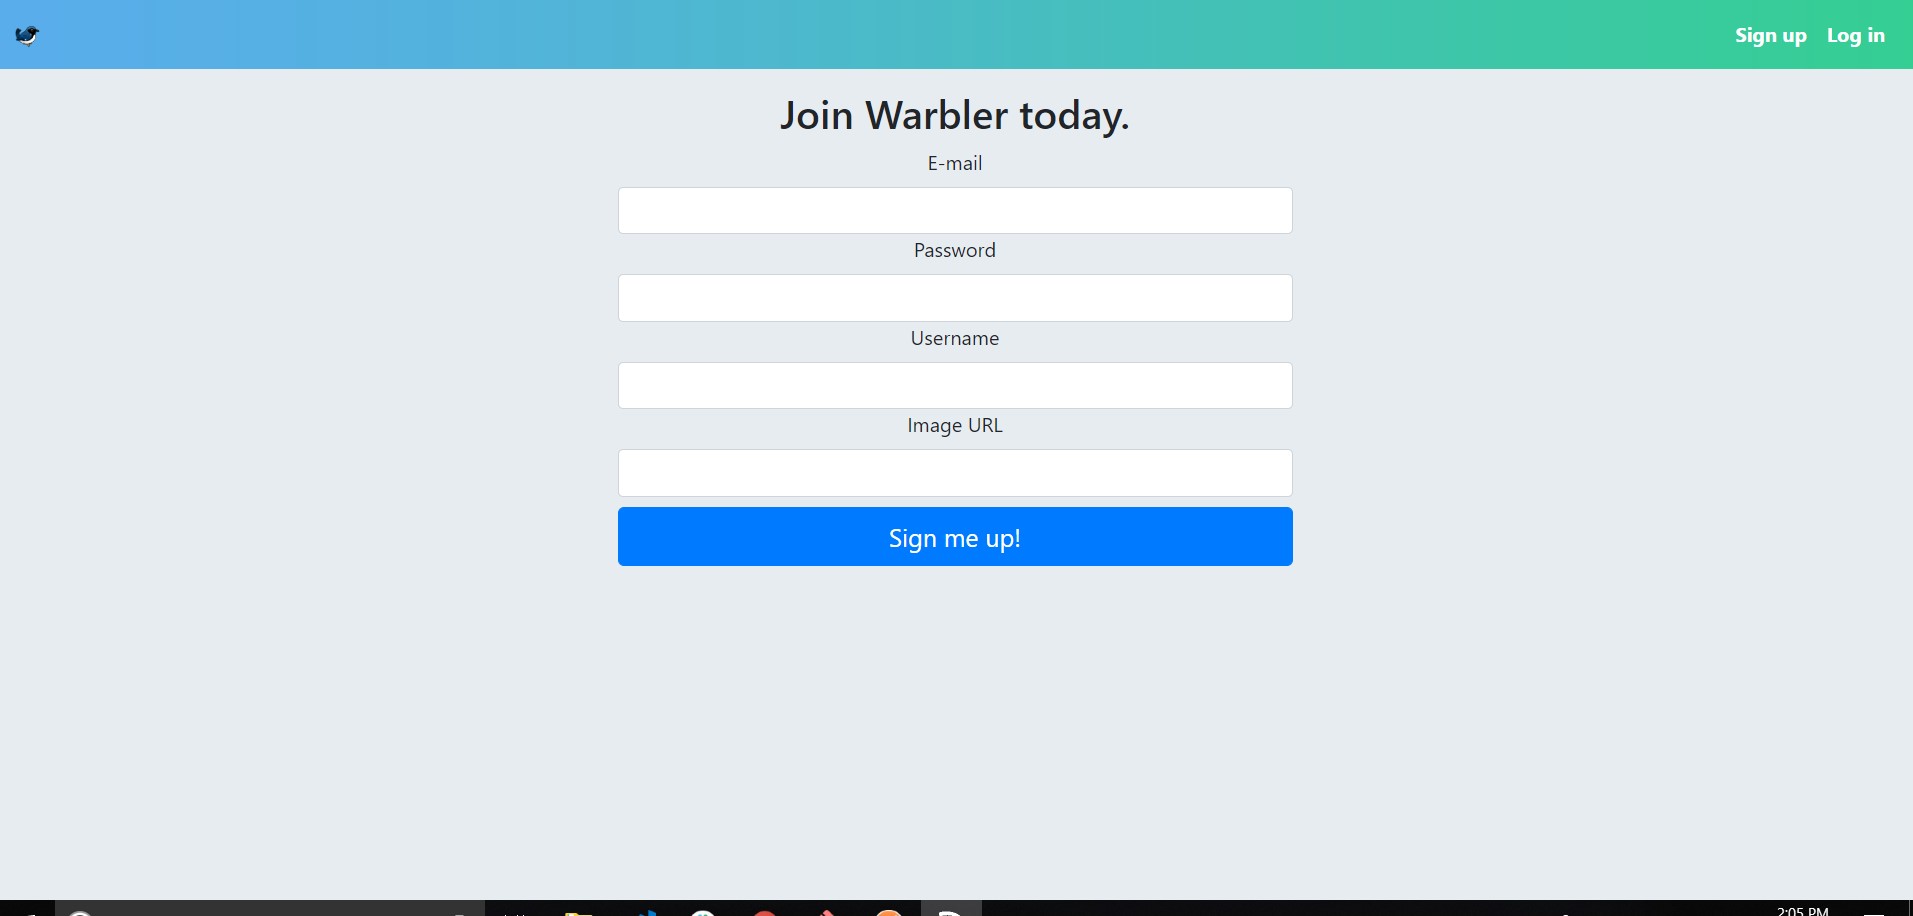 Sign up Log in
Join Warbler today.
E-mail
Password
Username
Image URL
Sign me up!
2:05 PM